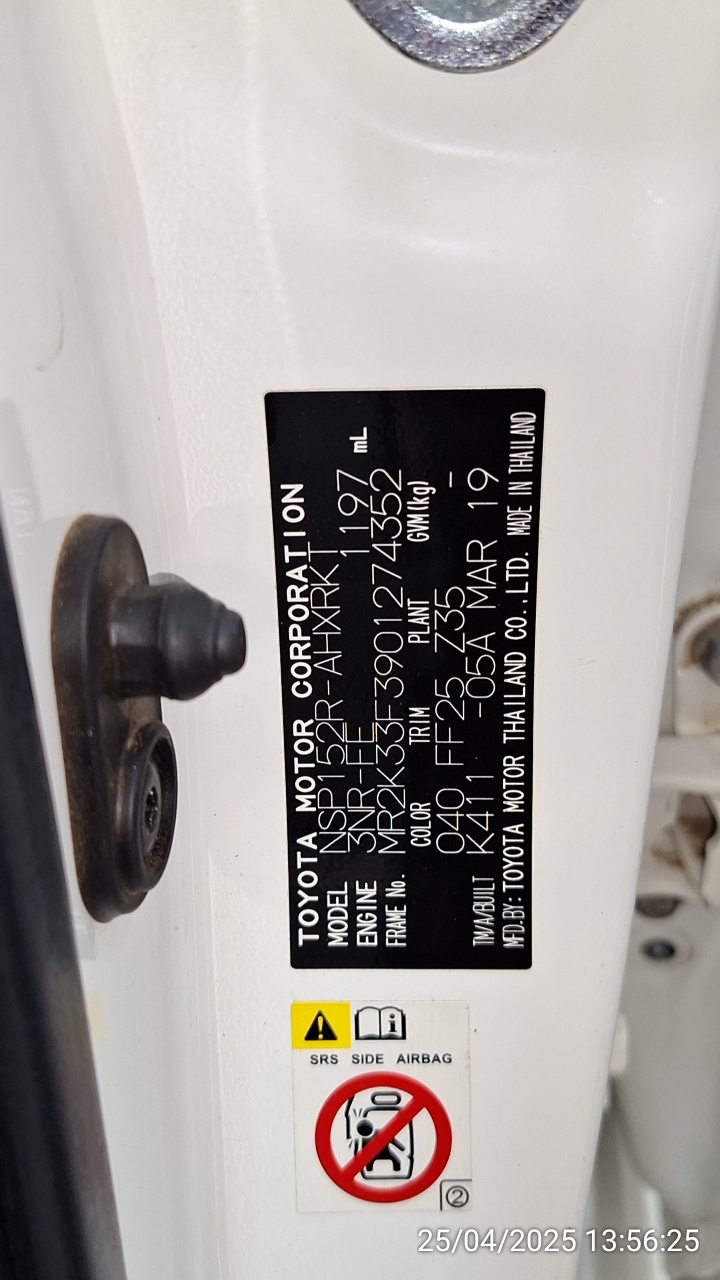 TOYOTA MOTOR CORPORATION
MODEL NSP152R-AHXRKT
ENGINE 3NR-FE 1197 mL
FRAME No. MR2K33F3901274352
COLOR TRIM PLANT GVM(kg)
040 FF25 Z35 -
TM/A/BUILT K411 -05A MAR 19
MFD.BY:TOYOTA MOTOR THAILAND CO.,LTD. MADE IN THAILAND
SRS SIDE AIRBAG
2
25/04/2025 13:56:25